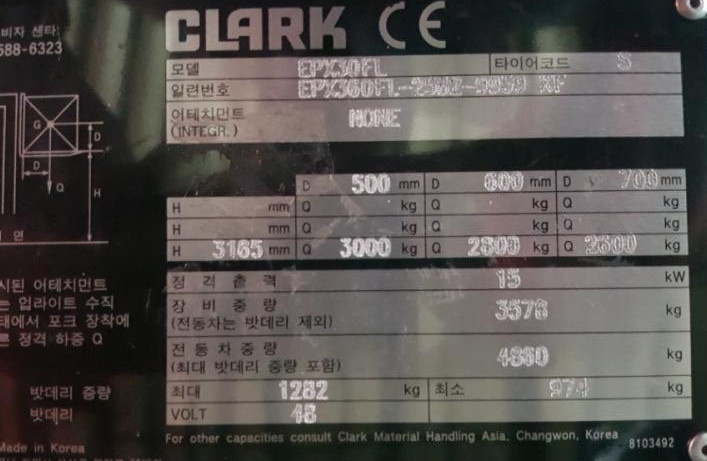 CLARK CE
비자 센타:
588-6323
모델 EPX30FL 타이어코드 S
일련번호
어테치먼트 NONE
(INTEGR.)
G
D
D
Q
H
D 500 mm D 600 mm D 700 mm
H mm Q kg Q kg Q kg
H mm Q kg Q kg Q kg
H 3165 mm Q 3000 kg Q 2800 kg Q kg
면
시된 어테치먼트
는 업라이트 수직
태에서 포크 장착에
른 정격 하중 Q
정격출력 15 kW
장비중량
(전동차는 밧데리 제외) 3578 kg
전동차중량
(최대 밧데리 중량 포함) 4860 kg
밧데리 중량 최대 1282 kg 최소 974 kg
밧데리 VOLT 48
Made in Korea
For other capacities consult Clark Material Handling Asia, Changwon, Korea 8103492